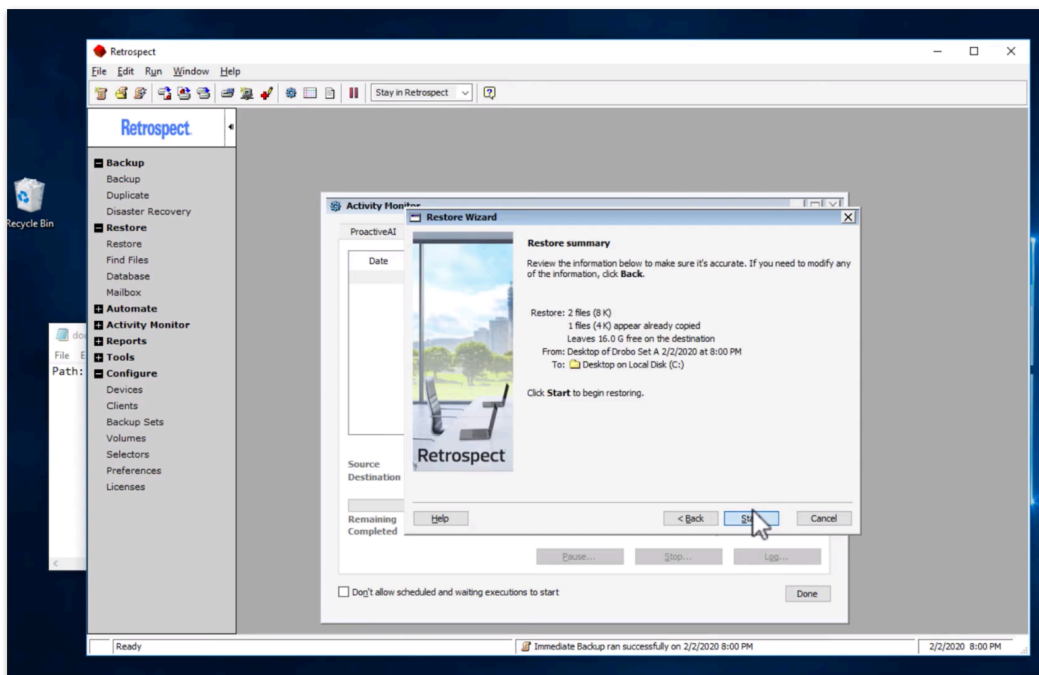 Retrospect
File Edit Run Window Help
Stay in Retrospect
Retrospect
Backup
Backup
Duplicate
Disaster Recovery
Restore
Restore
Find Files
Database
Mailbox
Automate
Activity Monitor
Reports
Tools
Configure
Devices
Clients
Backup Sets
Volumes
Selectors
Preferences
Licenses
Recycle Bin
File
Path:
Activity Monitor
ProactiveAI
Date
Source
Destination
Remaining
Completed
Restore Wizard
Restore summary
Review the information below to make sure it's accurate. If you need to modify any
of the information, click Back.
Restore: 2 files (8 K)
1 files (4 K) appear already copied
Leaves 16.0 G free on the destination
From: Desktop of Drobo Set A 2/2/2020 at 8:00 PM
To: Desktop on Local Disk (C:)
Click Start to begin restoring.
Retrospect
Help
< Back
Cancel
Pause...
Stop...
Log...
Don't allow scheduled and waiting executions to start
Done
Ready
Immediate Backup ran successfully on 2/2/2020 8:00 PM
2/2/2020 8:00 PM